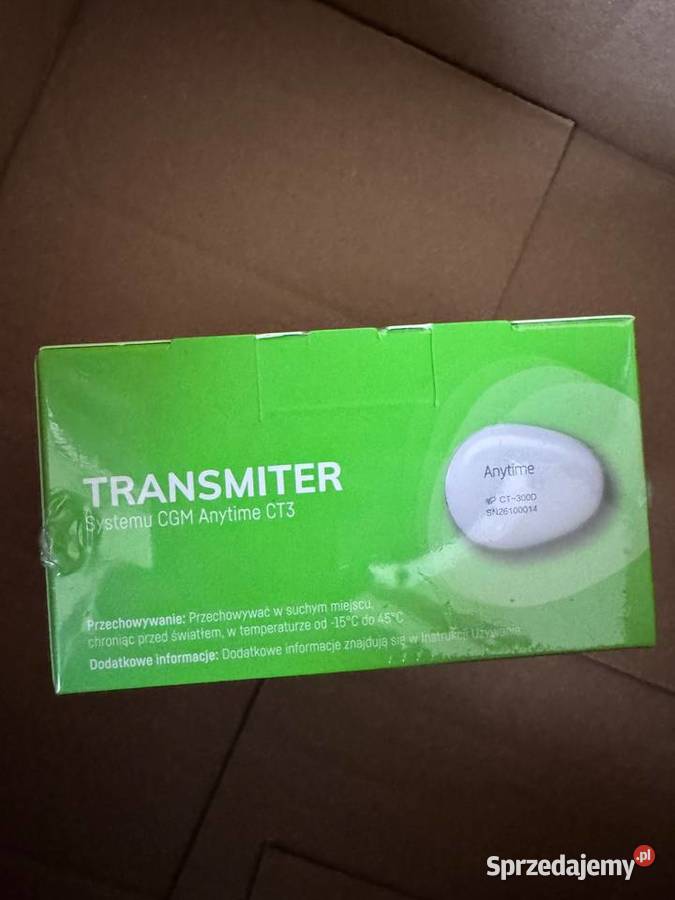 TRANSMITER
Systemu CGM Anytime CT3
Anytime
CT-300D
SN26100014
Przechowywanie: Przechowywać w suchym miejscu,
chroniąc przed światłem, w temperaturze od -15°C do 45°C
Dodatkowe informacje: Dodatkowe informacje znajdują się w Instrukcji Używania
Sprzedajemy.pl